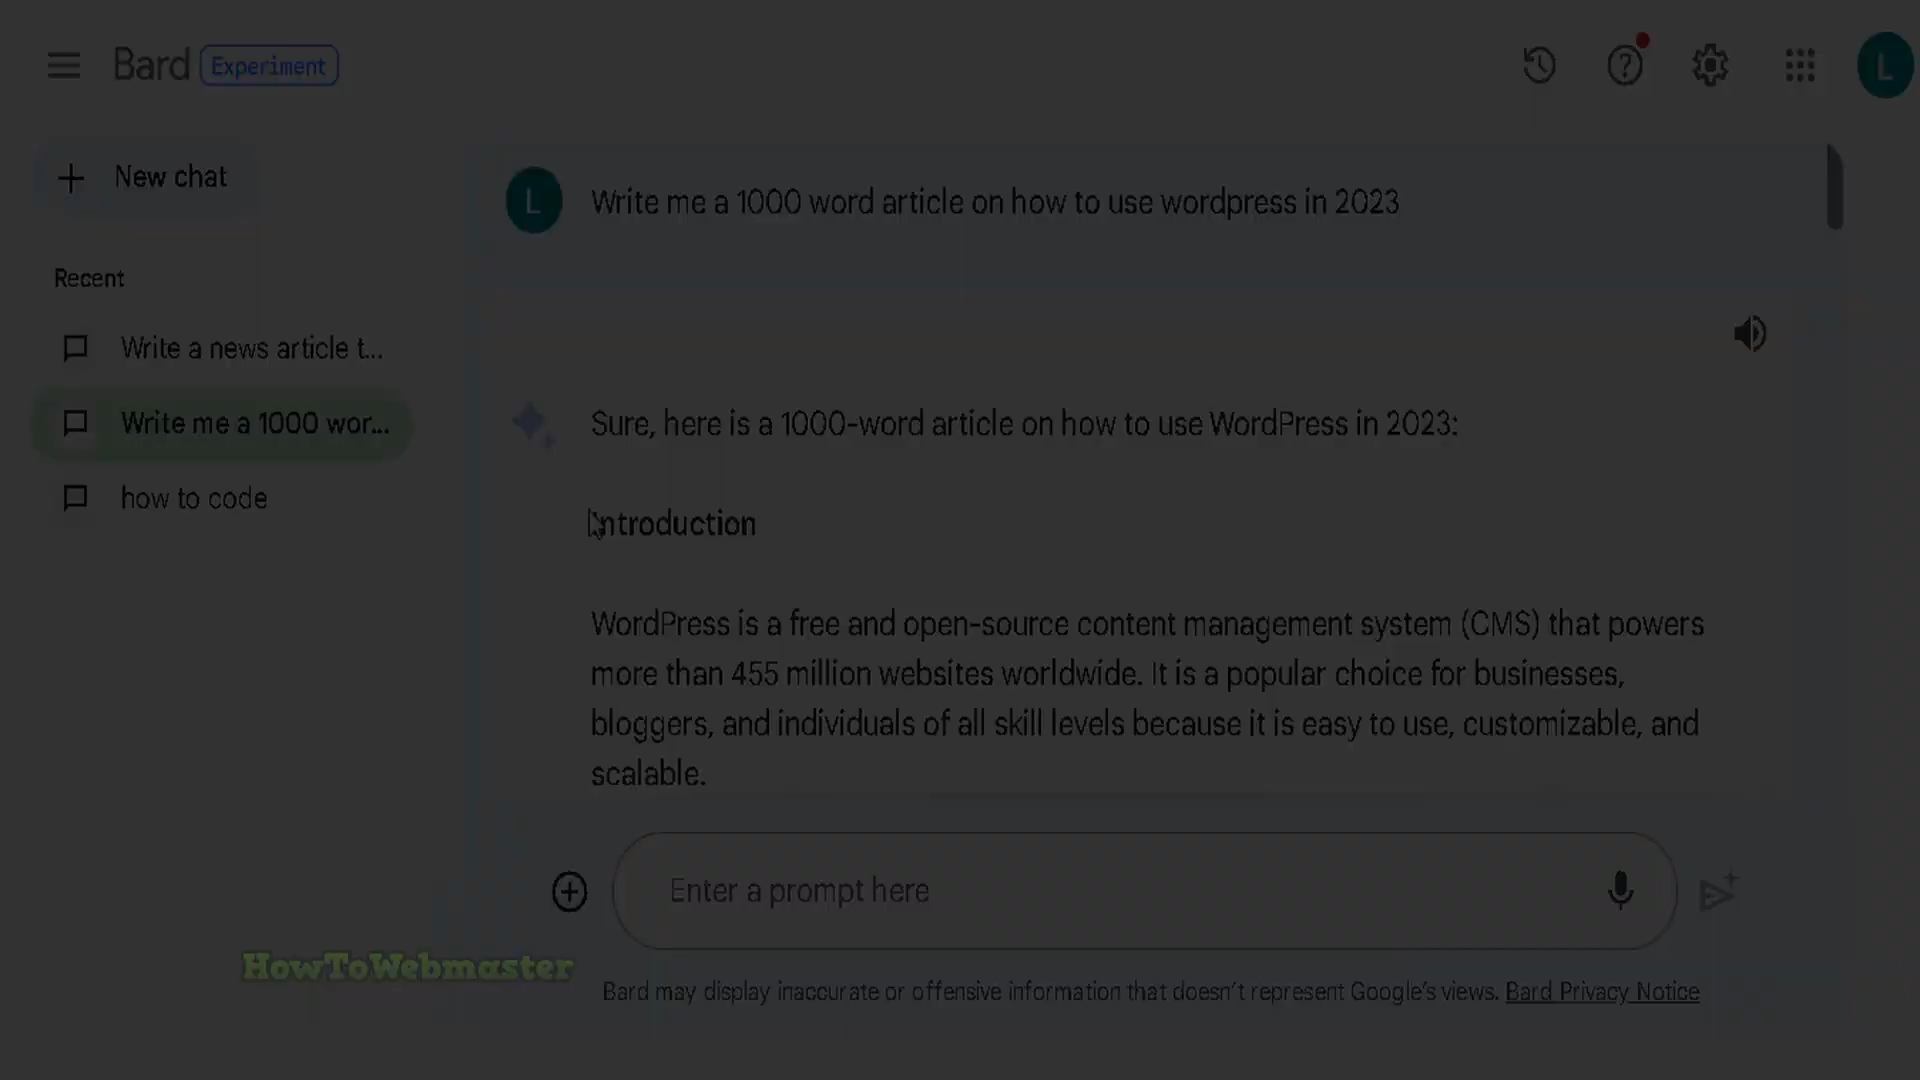 Bard Experiment
L
New chat
L Write me a 1000 word article on how to use wordpress in 2023
Recent
Write a news article t...
Write me a 1000 wor...
how to code
Sure, here is a 1000-word article on how to use WordPress in 2023:
Introduction
WordPress is a free and open-source content management system (CMS) that powers
more than 455 million websites worldwide. It is a popular choice for businesses,
bloggers, and individuals of all skill levels because it is easy to use, customizable, and
scalable.
Enter a prompt here
HowToWebmaster
Bard may display inaccurate or offensive information that doesn't represent Google's views. Bard Privacy Notice